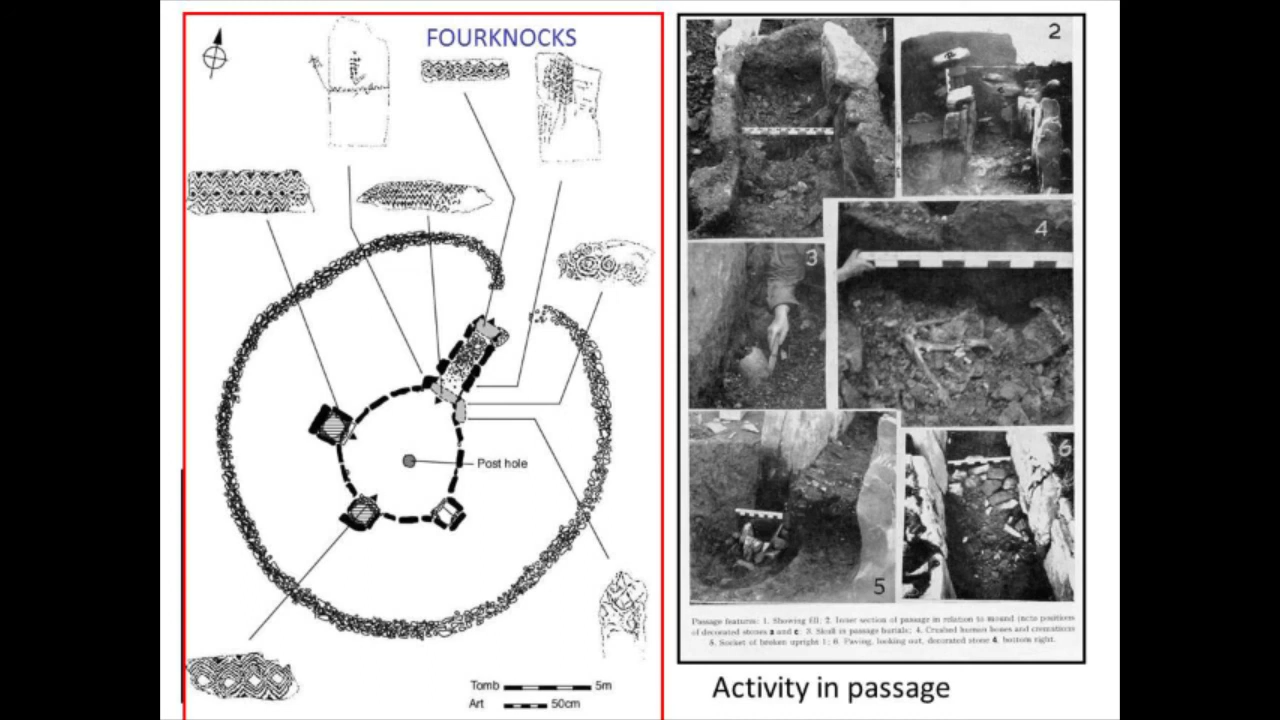 FOURKNOCKS
Post hole
Tomb 5m
Art 50cm
1
2
3
4
5
6
Passage features: 1. Showing fill; 2. Inner section of passage in relation to mound (note positions
of decorated stones a and c; 3. Skull in passage burials; 4. Crushed human bones and cremations
5. Socket of broken upright 1; 6. Paving, looking out, decorated stone 4, bottom right.
Activity in passage